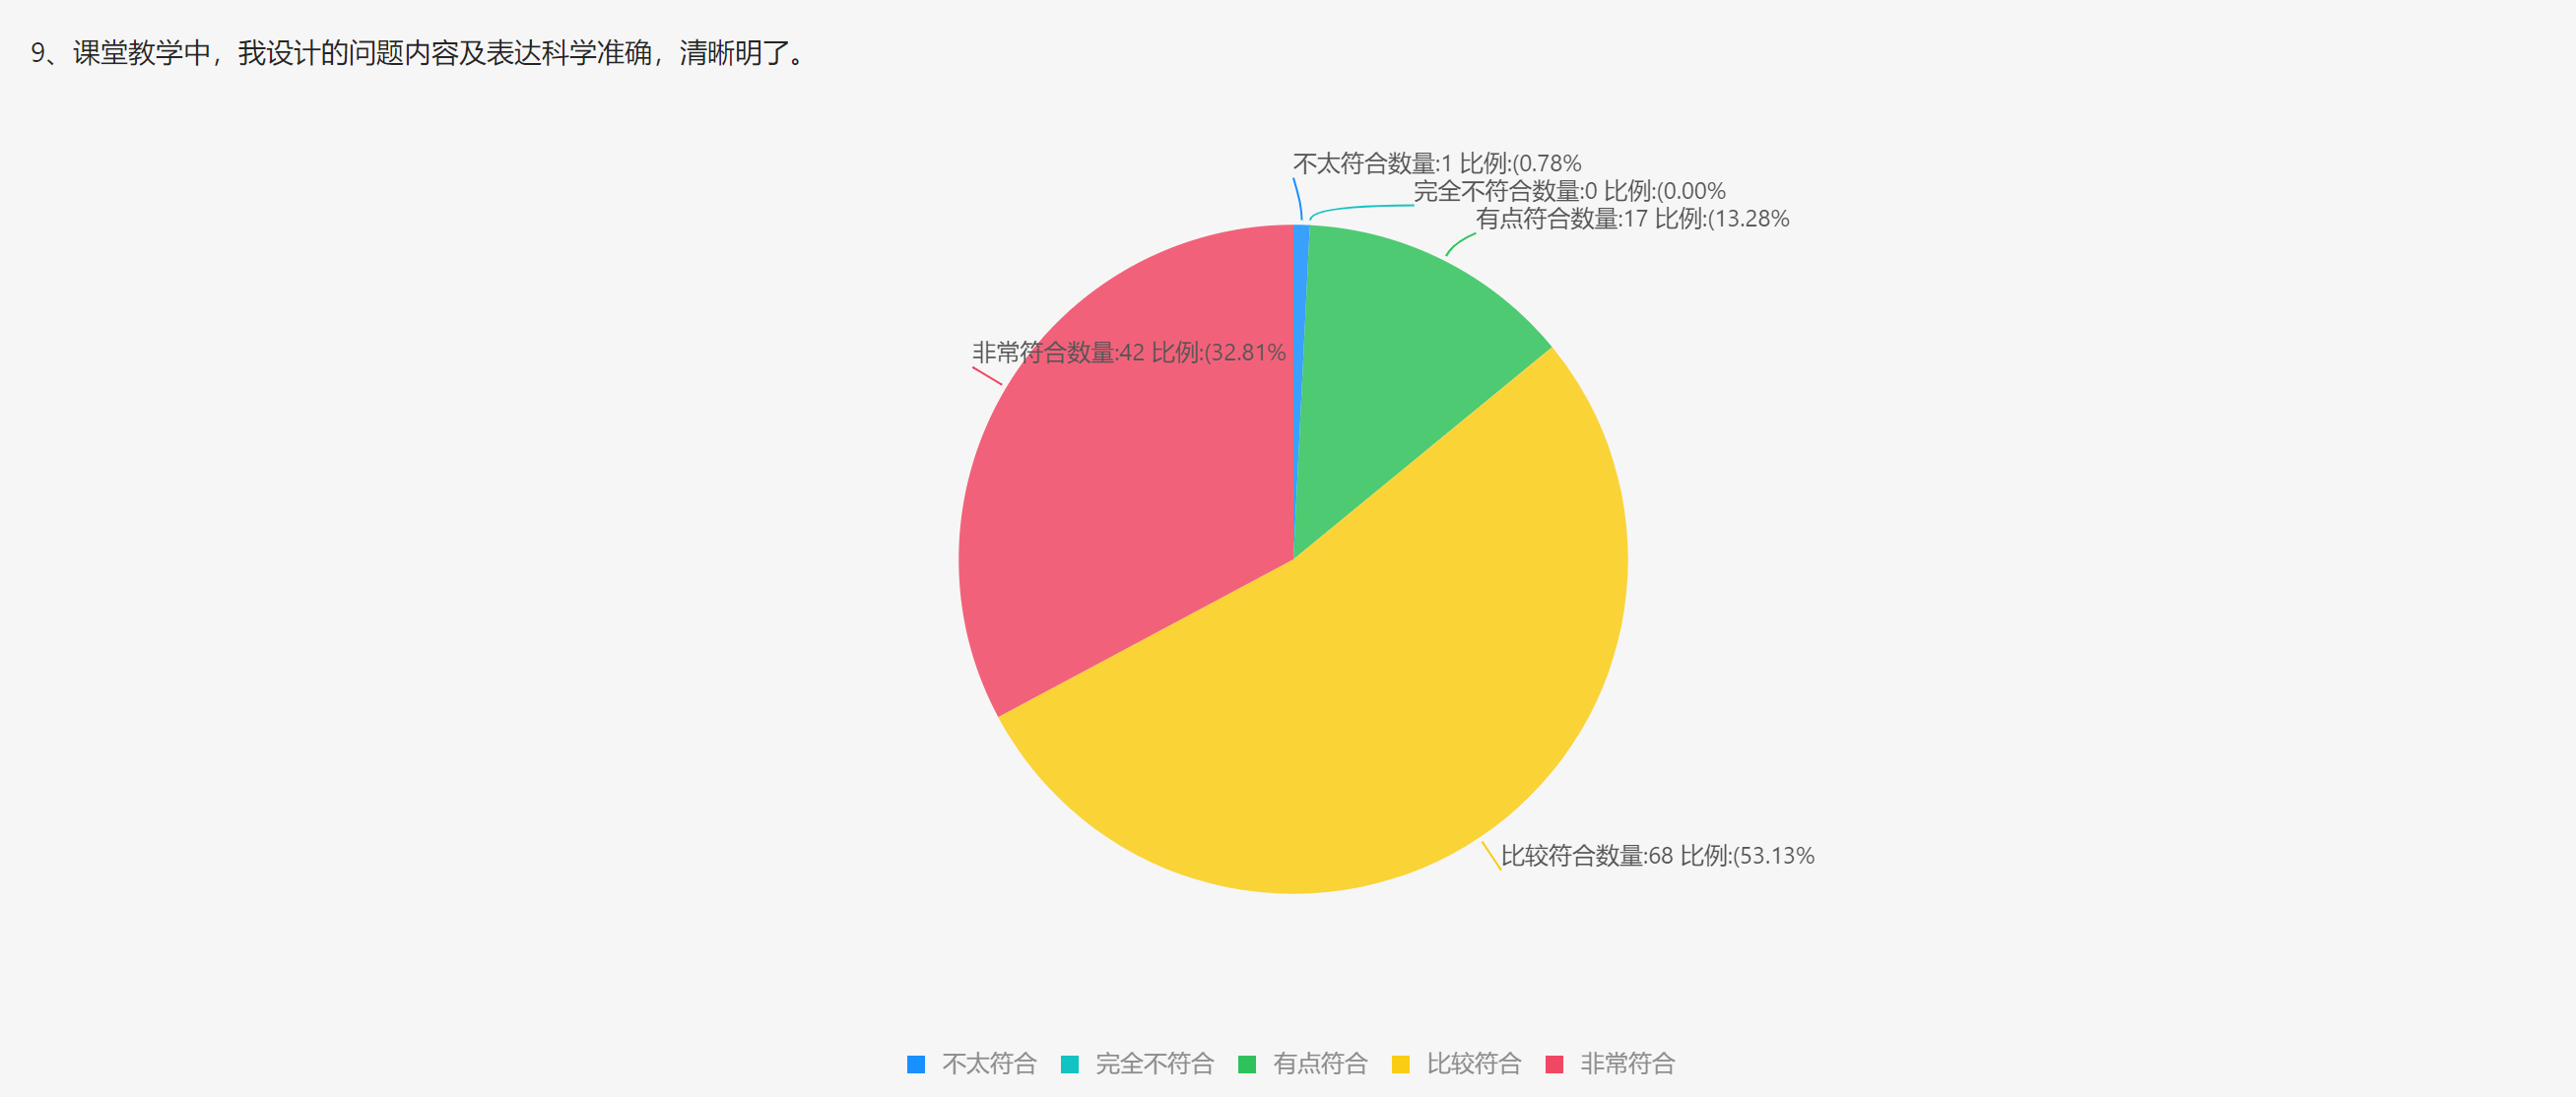 9、课堂教学中，我设计的问题内容及表达科学准确，清晰明了。
不太符合数量:1 比例:(0.78%
完全不符合数量:0 比例:(0.00%
有点符合数量:17 比例:(13.28%
非常符合数量:42 比例:(32.81%
比较符合数量:68 比例:(53.13%
不太符合 完全不符合 有点符合 比较符合 非常符合